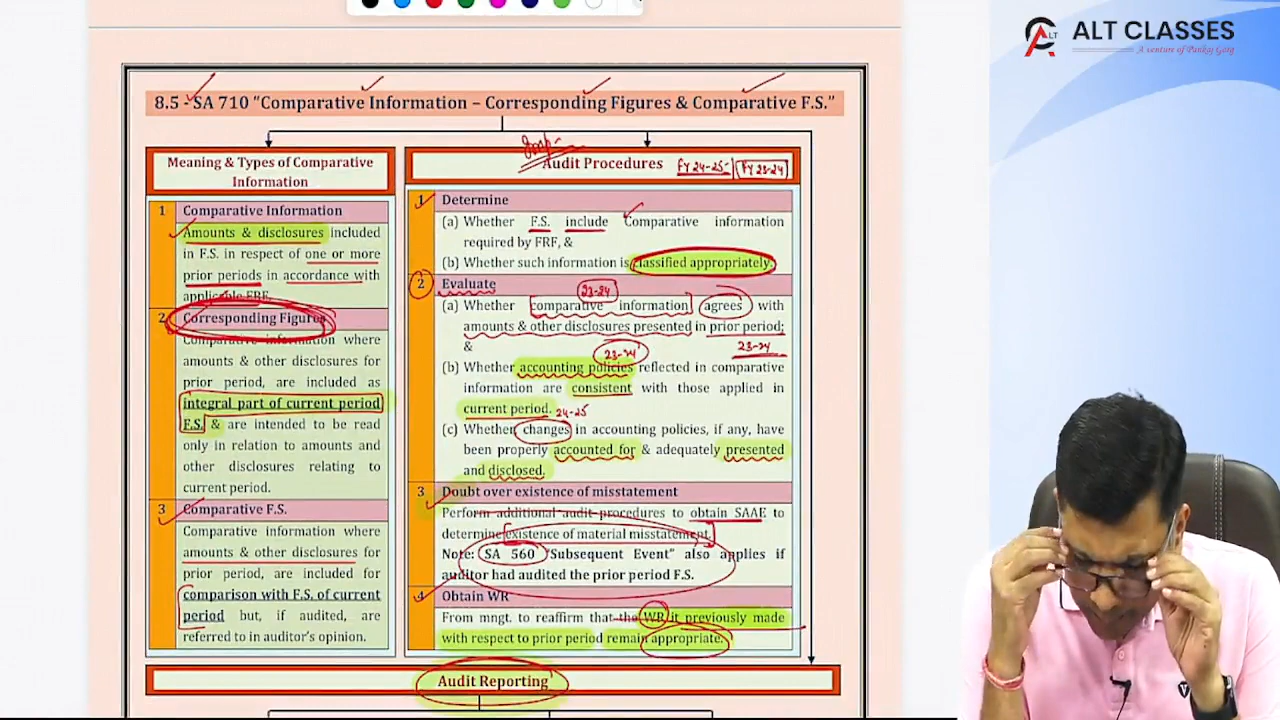 ALT CLASSES
A venture of Pankaj Garg
8.5 - SA 710 "Comparative Information – Corresponding Figures & Comparative F.S."
Meaning & Types of Comparative
Information
1 Comparative Information
Amounts & disclosures included
in F.S. in respect of one or more
prior periods in accordance with
applicable FRF.
2 Corresponding Figures
Comparative information where
amounts & other disclosures for
prior period, are included as
integral part of current period
F.S. & are intended to be read
only in relation to amounts and
other disclosures relating to
current period.
3 Comparative F.S.
Comparative information where
amounts & other disclosures for
prior period, are included for
comparison with F.S. of current
period but, if audited, are
referred to in auditor's opinion.
Imp:-
Audit Procedures FY 24-25- FY 23-24
1 Determine
(a) Whether F.S. include Comparative information
required by FRF, &
(b) Whether such information is classified appropriately.
2 Evaluate
23-24
(a) Whether comparative information agrees with
amounts & other disclosures presented in prior period;
& 23-24 23-24
(b) Whether accounting policies reflected in comparative
information are consistent with those applied in
current period. 24-25
(c) Whether changes in accounting policies, if any, have
been properly accounted for & adequately presented
and disclosed.
3 Doubt over existence of misstatement
Perform additional audit procedures to obtain SAAE to
determine existence of material misstatement.
Note: SA 560 "Subsequent Event" also applies if
auditor had audited the prior period F.S.
4 Obtain WR
From mngt. to reaffirm that the WR it previously made
with respect to prior period remain appropriate.
Audit Reporting